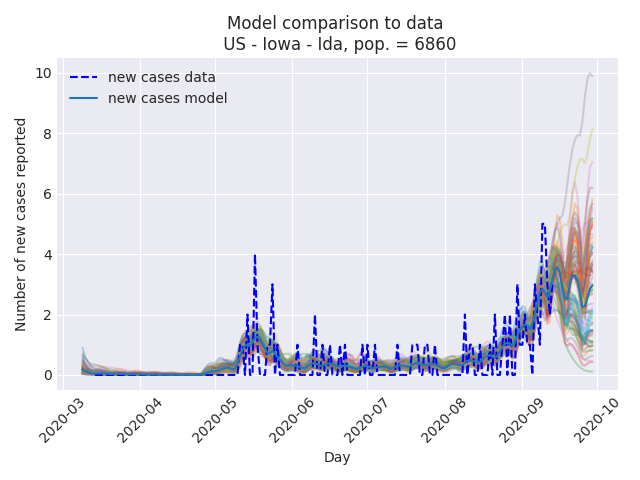 Model comparison to data
US - Iowa - Ida, pop. = 6860
new cases data
new cases model
Number of new cases reported
10
8
6
4
2
0
2020-03
2020-04
2020-05
2020-06
2020-07
2020-08
2020-09
2020-10
Day